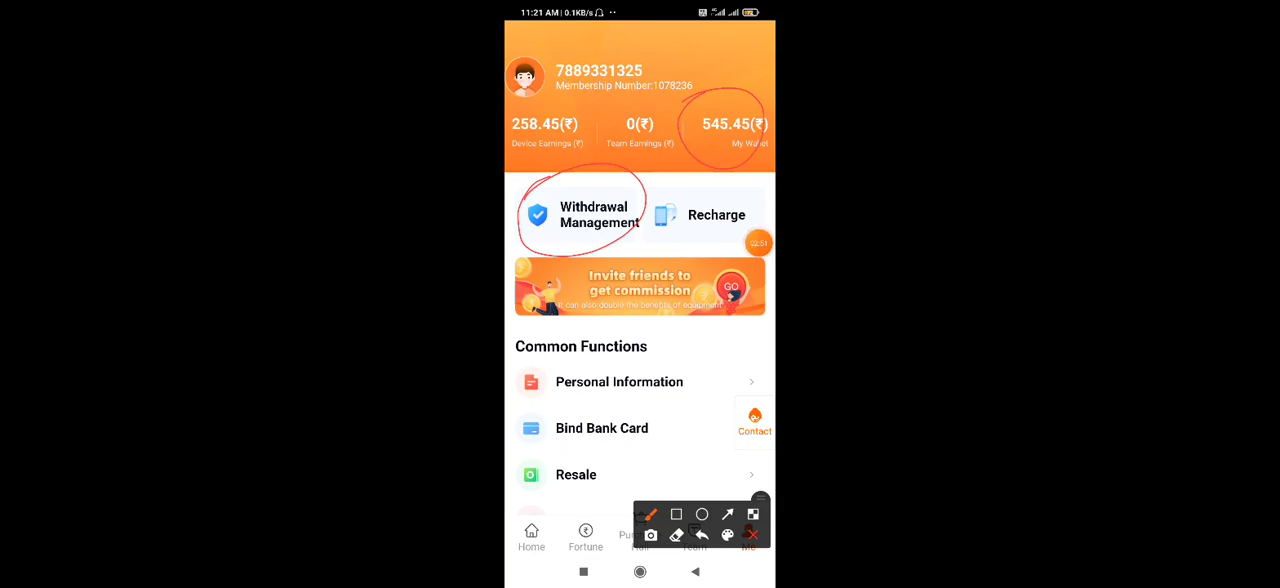 11:21 AM | 0.1KB/s
7889331325
Membership Number:1078236
258.45(₹) 0(₹) 545.45(₹)
Device Earnings (₹) Team Earnings (₹) My Wallet
Withdrawal
Management
Recharge
02:51
Invite friends to
get commission
GO
It can also double the benefits of equipment
Common Functions
Personal Information
Bind Bank Card
Contact
Resale
Home Fortune Team Me